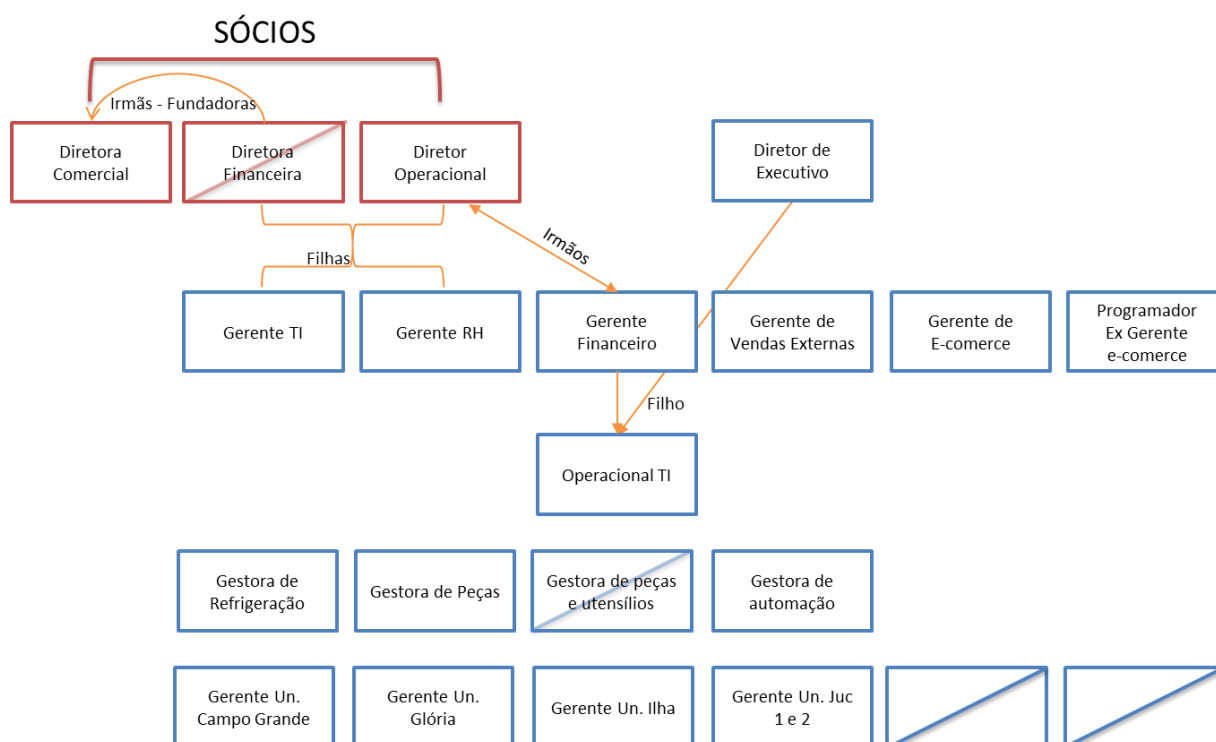 SÓCIOS
Irmãs - Fundadoras
Diretora
Comercial
Diretora
Financeira
Diretor
Operacional
Diretor de
Executivo
Irmãos
Filhas
Gerente TI
Gerente RH
Gerente
Financeiro
Gerente de
Vendas Externas
Gerente de
E-comerce
Programador
Ex Gerente
e-comerce
Filho
Operacional TI
Gestora de
Refrigeração
Gestora de Peças
Gestora de peças
e utensílios
Gestora de
automação
Gerente Un.
Campo Grande
Gerente Un.
Glória
Gerente Un. Ilha
Gerente Un. Juc
1 e 2